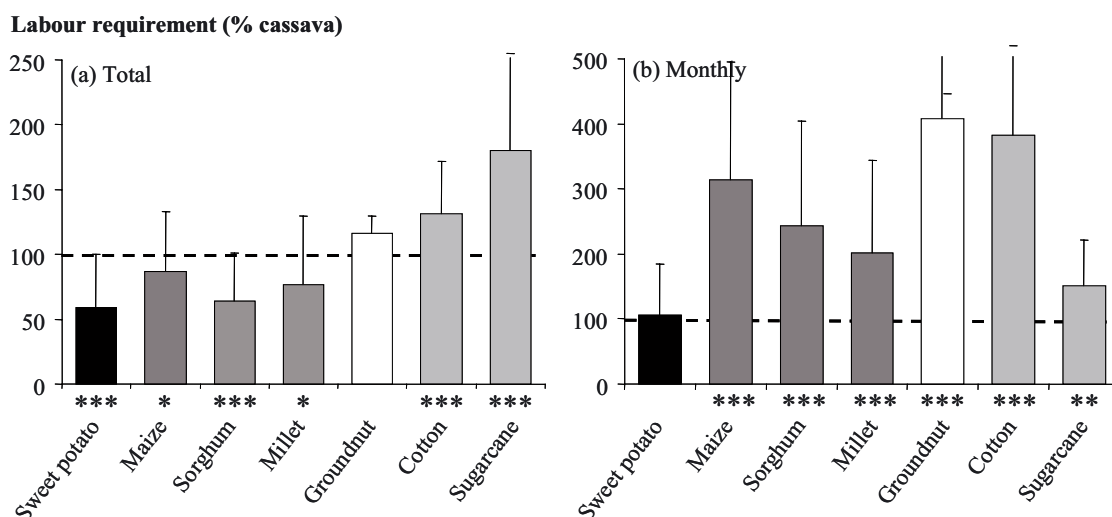 Labour requirement (% cassava)
(a) Total
250
200
150
100
50
0
*** * *** * *** ***
Sweet potato
Maize
Sorghum
Millet
Groundnut
Cotton
Sugarcane
(b) Monthly
500
400
300
200
100
0
*** *** *** *** *** **
Sweet potato
Maize
Sorghum
Millet
Groundnut
Cotton
Sugarcane